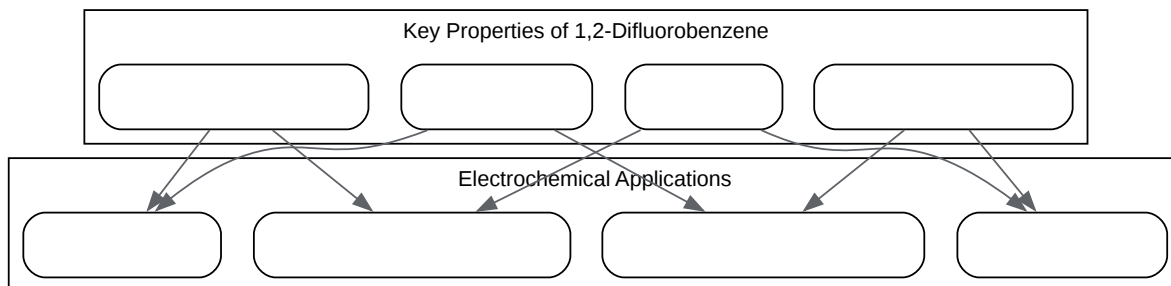 Key Properties of 1,2-Difluorobenzene
Electrochemical Applications